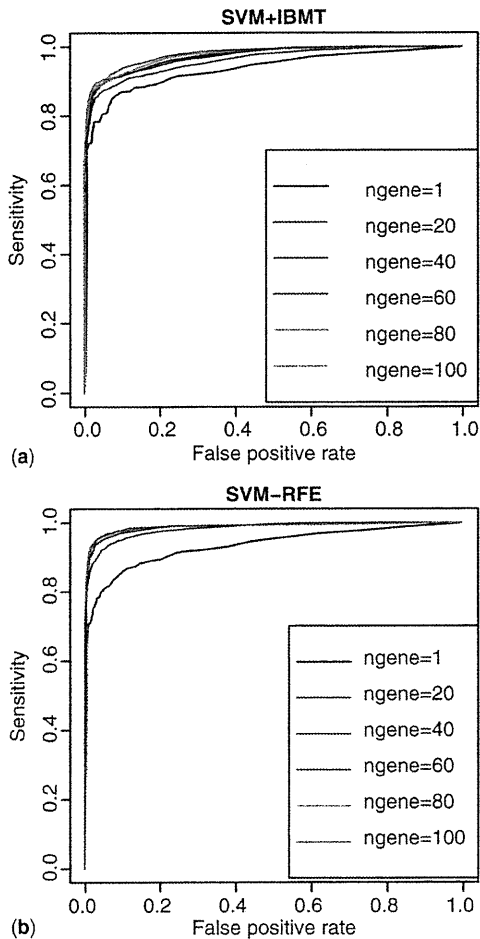 SVM+IBMT
Sensitivity
0.0 0.2 0.4 0.6 0.8 1.0
ngene=1
ngene=20
ngene=40
ngene=60
ngene=80
ngene=100
0.0 0.2 0.4 0.6 0.8 1.0
False positive rate
(a)
SVM−RFE
Sensitivity
0.0 0.2 0.4 0.6 0.8 1.0
ngene=1
ngene=20
ngene=40
ngene=60
ngene=80
ngene=100
0.0 0.2 0.4 0.6 0.8 1.0
False positive rate
(b)